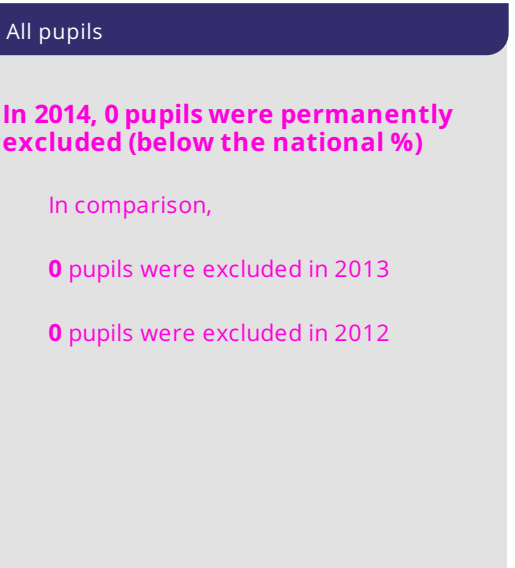 All pupils
In 2014, 0 pupils were permanently
excluded (below the national %)
In comparison,
0 pupils were excluded in 2013
0 pupils were excluded in 2012